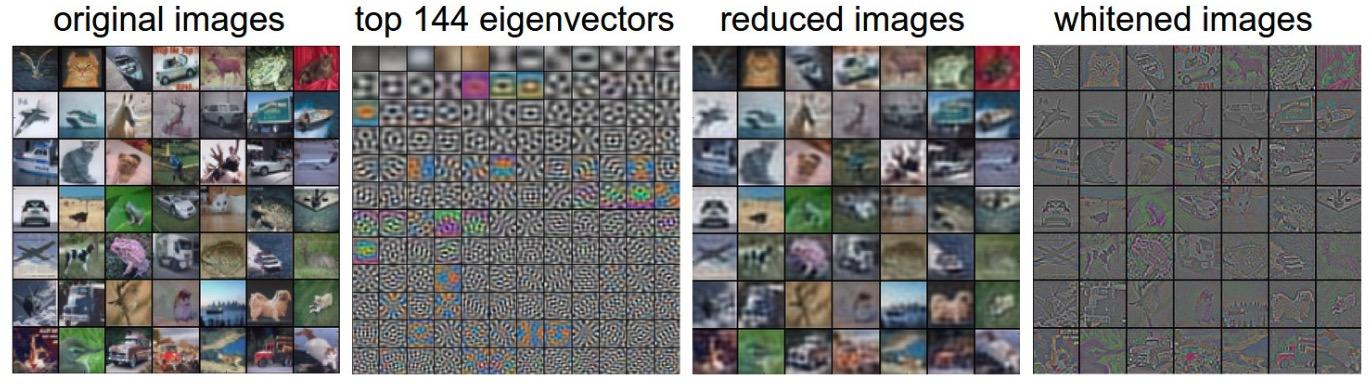 original images
top 144 eigenvectors
reduced images
whitened images